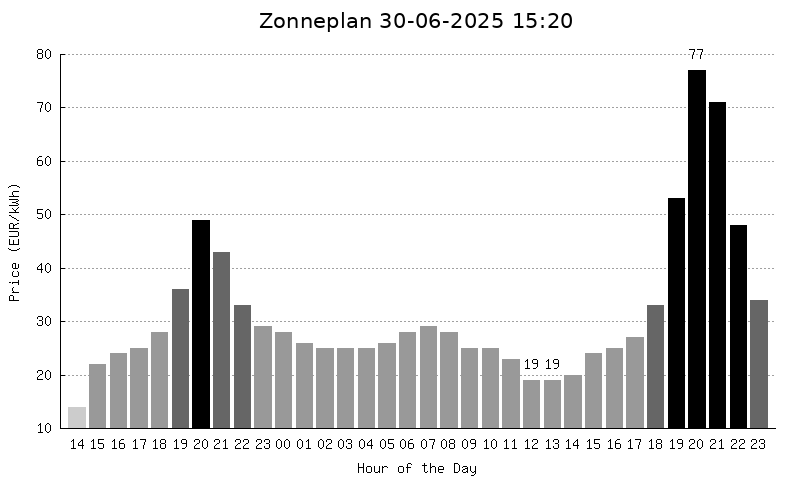 Zonneplan 30-06-2025 15:20
80
70
60
50
40
30
20
10
Price (EUR/kWh)
77
19 19
14 15 16 17 18 19 20 21 22 23 00 01 02 03 04 05 06 07 08 09 10 11 12 13 14 15 16 17 18 19 20 21 22 23
Hour of the Day